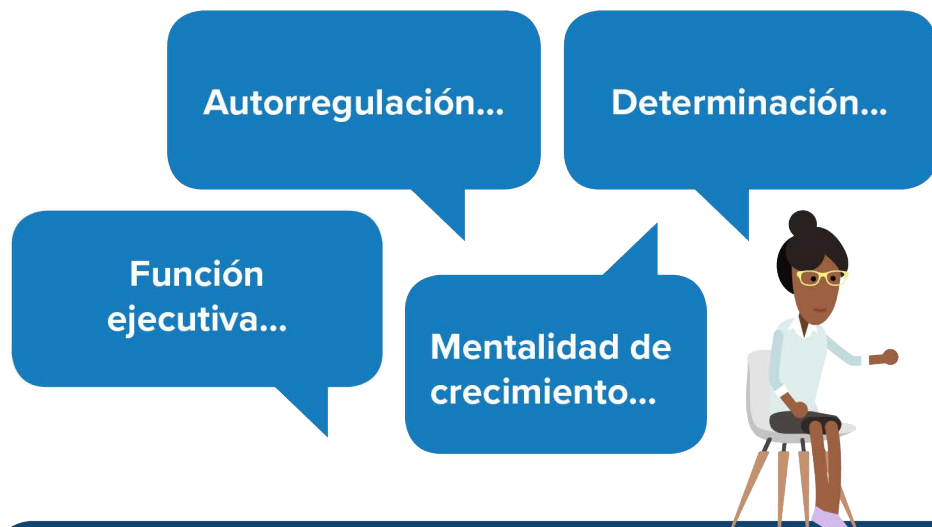 Autorregulación...
Determinación...
Función
ejecutiva...
Mentalidad de
crecimiento...